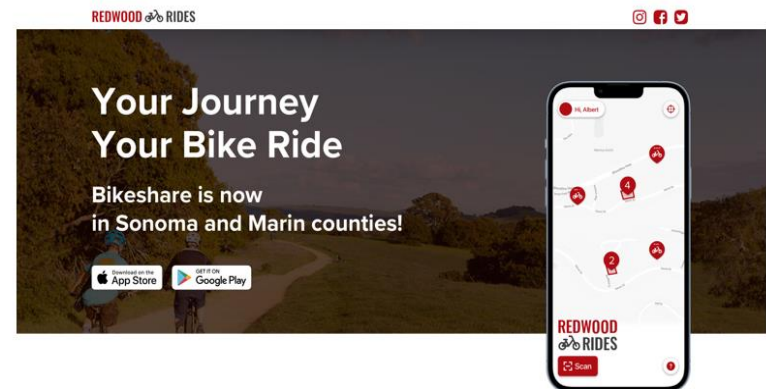 REDWOOD RIDES
Your Journey
Your Bike Ride
Bikeshare is now
in Sonoma and Marin counties!
Download on the
App Store
GET IT ON
Google Play
Hi, Albert
4
2
REDWOOD
RIDES
Scan
?